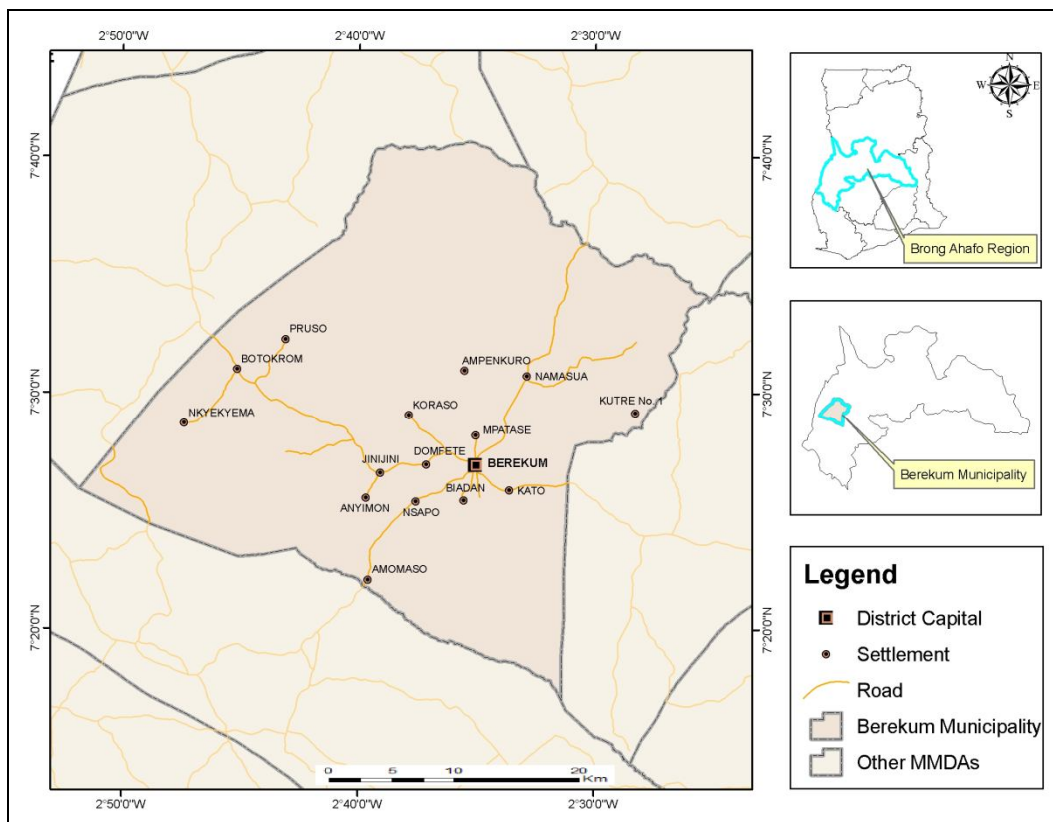 2°50'0"W
2°40'0"W
2°30'0"W
7°40'0"N
7°40'0"N
7°30'0"N
7°30'0"N
7°20'0"N
7°20'0"N
PRUSO
BOTOKROM
AMPENKURO
NAMASUA
KUTRE No. 1
NKYEKYEMA
KORASO
MPATASE
JINIJINI
DOMFETE
BEREKUM
BIADAN
KATO
ANYIMON
NSAPO
AMOMASO
0 5 10 20
Km
2°50'0"W
2°40'0"W
2°30'0"W
N
W
E
S
Brong Ahafo Region
Berekum Municipality
Legend
District Capital
Settlement
Road
Berekum Municipality
Other MMDAs